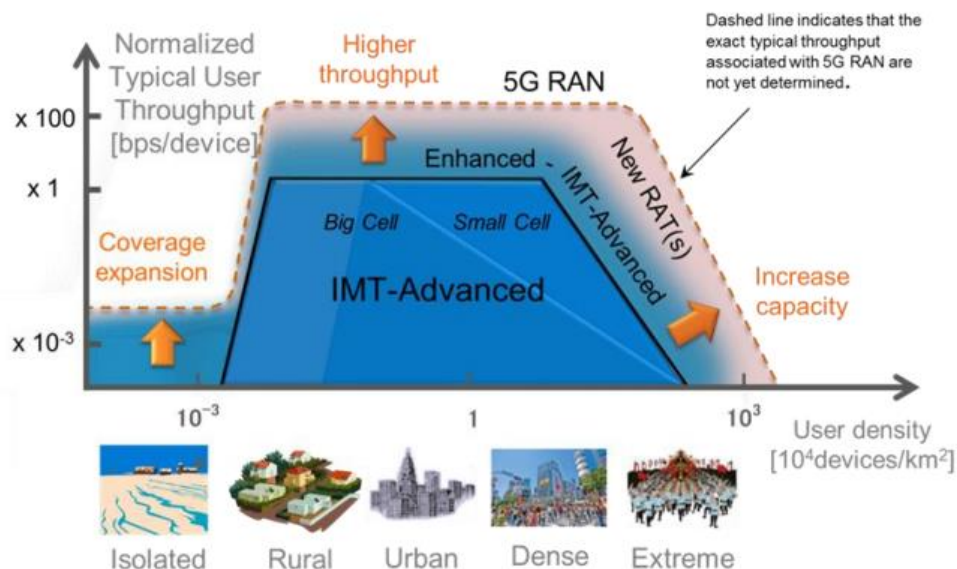 Normalized
Typical User
Throughput
[bps/device]
Higher
throughput
5G RAN
Dashed line indicates that the
exact typical throughput
associated with 5G RAN are
not yet determined.
x 100
x 1
x 10⁻³
Coverage
expansion
Enhanced -
IMT-Advanced
New RAT(s)
Big Cell
Small Cell
IMT-Advanced
Increase
capacity
10⁻³
1
10³
User density
[10⁴devices/km²]
Isolated
Rural
Urban
Dense
Extreme